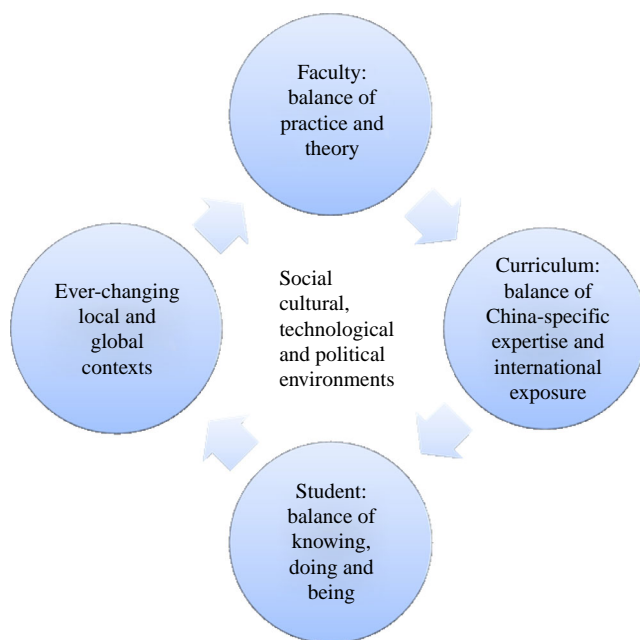 Faculty:
balance of
practice and
theory
Ever-changing
local and
global
contexts
Social
cultural,
technological
and political
environments
Curriculum:
balance of
China-specific
expertise and
international
exposure
Student:
balance of
knowing,
doing and
being